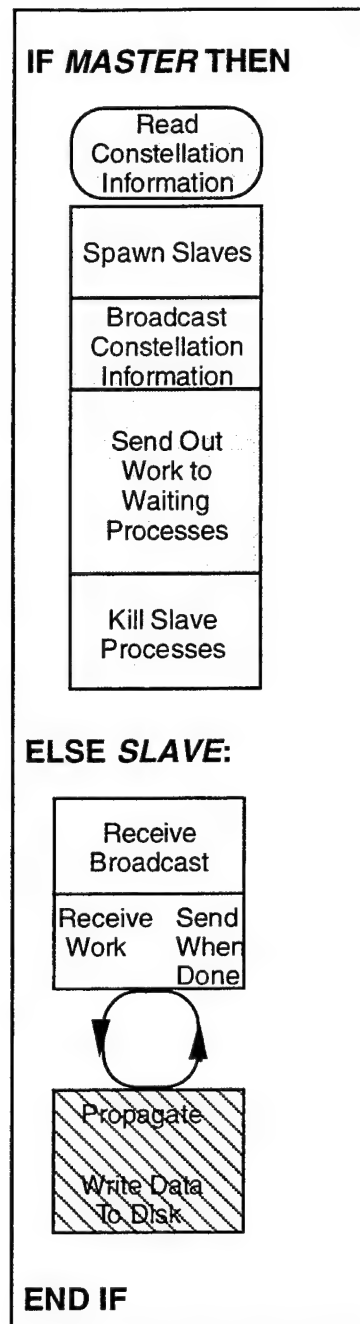 IF MASTER THEN
Read
Constellation
Information
Spawn Slaves
Broadcast
Constellation
Information
Send Out
Work to
Waiting
Processes
Kill Slave
Processes
ELSE SLAVE:
Receive
Broadcast
Receive Send
Work When
Done
Propagate
Write Data
To Disk
END IF